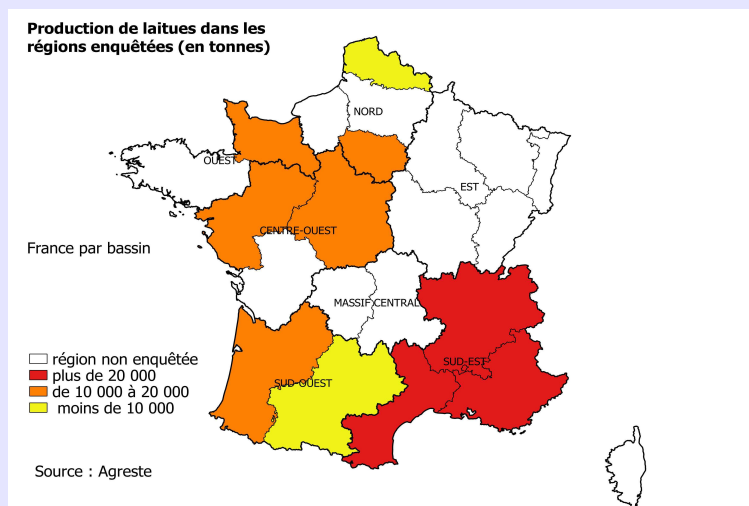 Production de laitues dans les
régions enquêtées (en tonnes)
NORD
OUEST
EST
CENTRE-OUEST
France par bassin
MASSIF CENTRAL
région non enquêtée
plus de 20 000
SUD-EST
de 10 000 à 20 000
SUD-OUEST
moins de 10 000
Source : Agreste